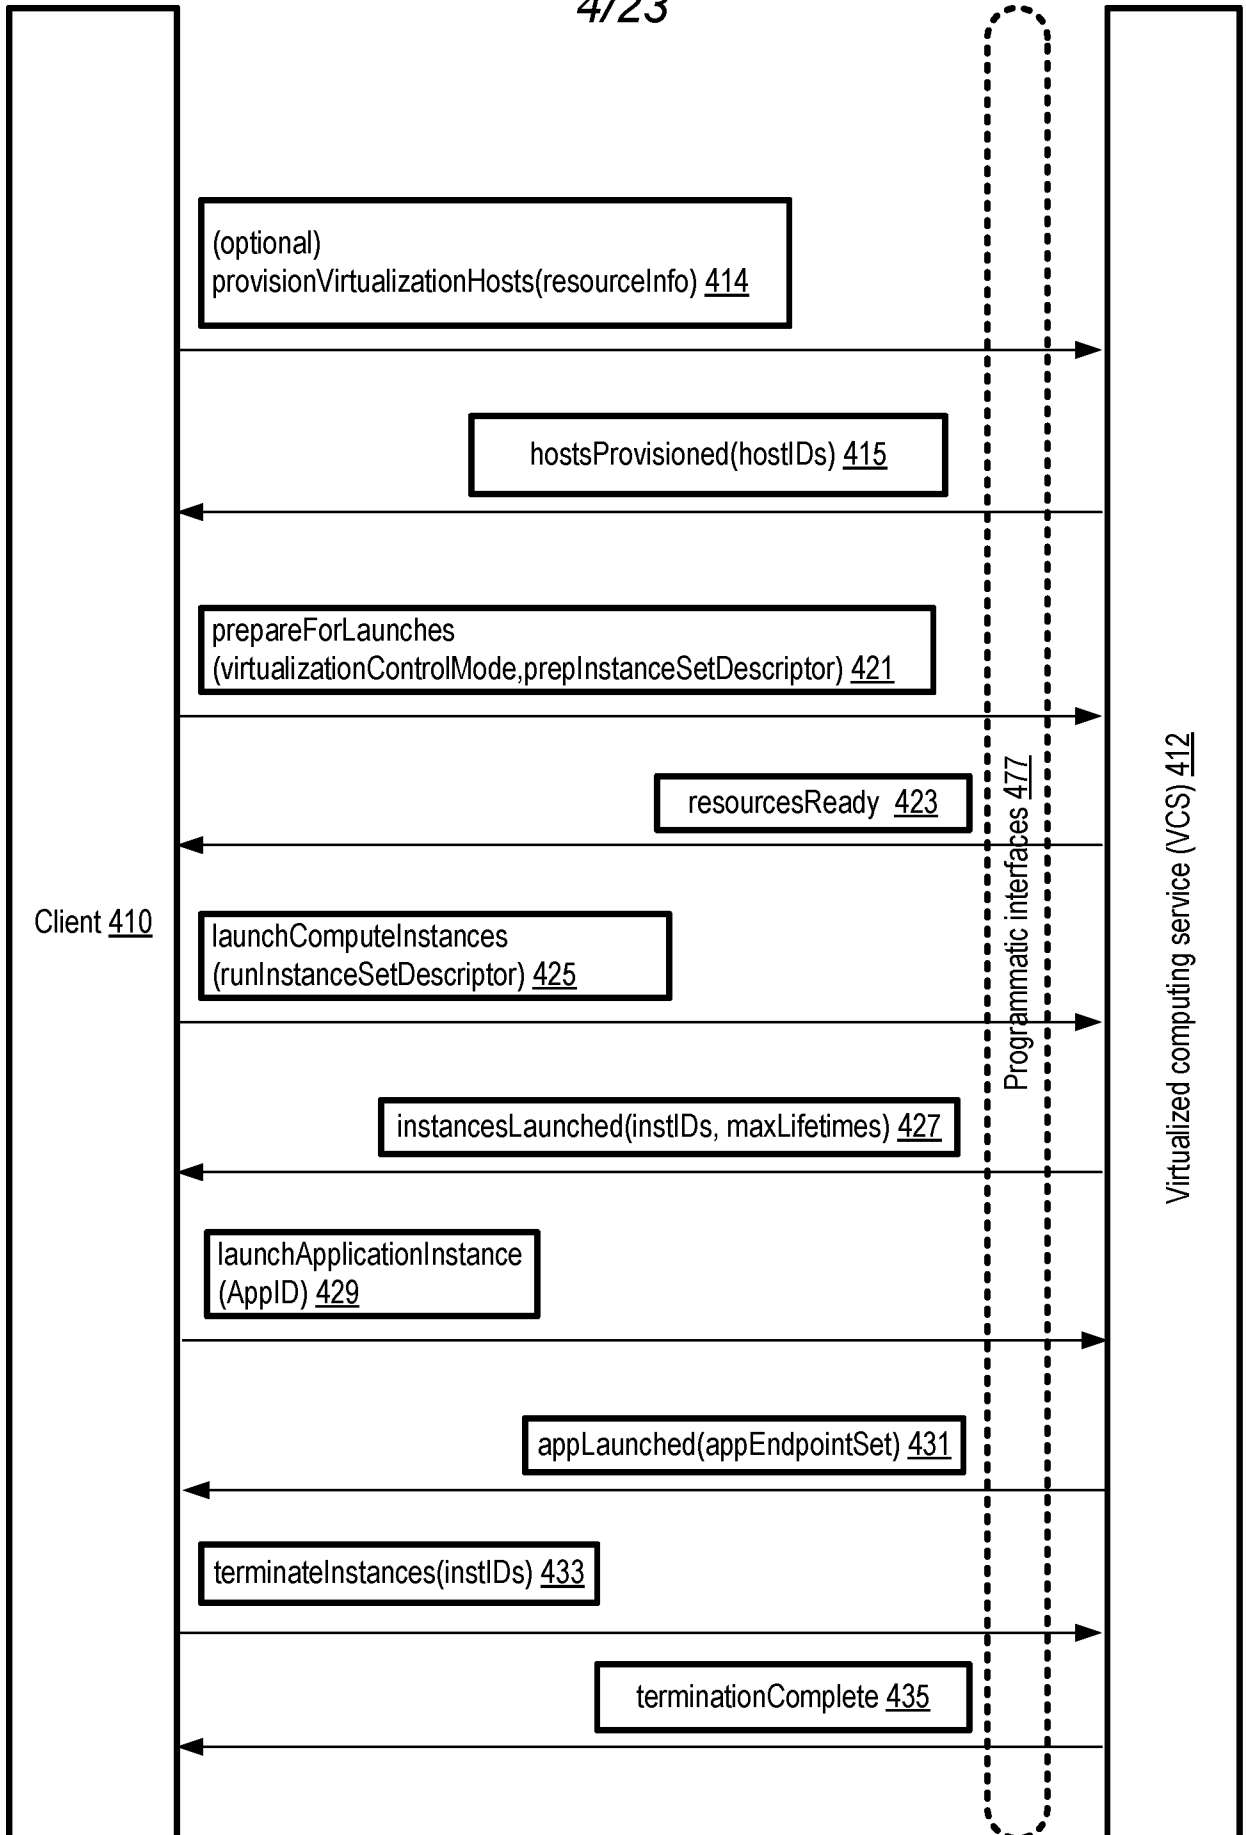 4/23
(optional)
provisionVirtualizationHosts(resourceInfo) 414
hostsProvisioned(hostIDs) 415
prepareForLaunches
(virtualizationControlMode,prepInstanceSetDescriptor) 421
resourcesReady 423
Client 410
launchComputeInstances
(runInstanceSetDescriptor) 425
Programmatic interfaces 477
Virtualized computing service (VCS) 412
instancesLaunched(instIDs, maxLifetimes) 427
launchApplicationInstance
(AppID) 429
appLaunched(appEndpointSet) 431
terminateInstances(instIDs) 433
terminationComplete 435